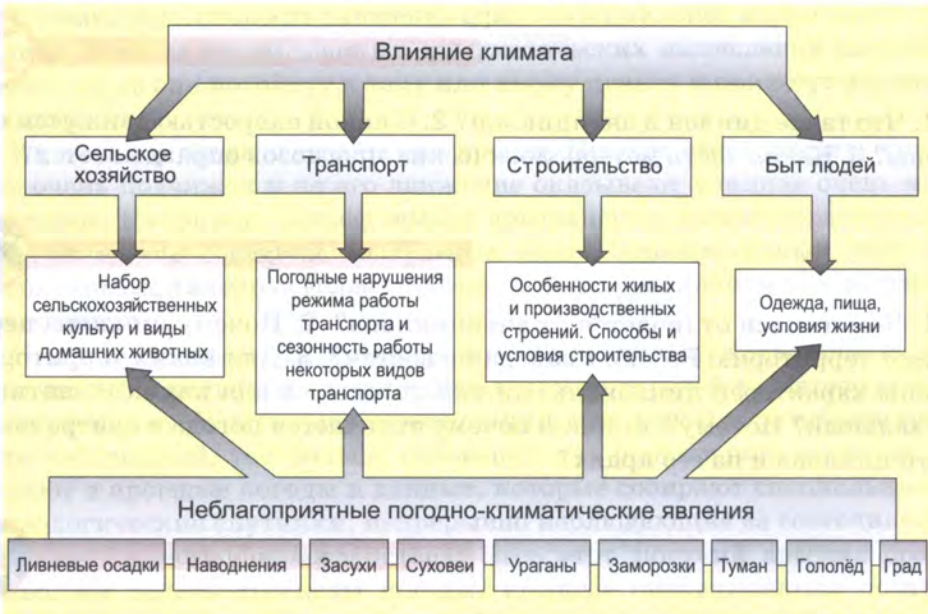 Влияние климата
Сельское
хозяйство
Транспорт
Строительство
Быт людей
Набор
сельскохозяйственных
культур и виды
домашних животных
Погодные нарушения
режима работы
транспорта и
сезонность работы
некоторых видов
транспорта
Особенности жилых
и производственных
строений. Сложные
условия строительства
Одежда, пища,
условия жизни
Неблагоприятные погодно-климатические явления
Ливневые осадки
Наводнения
Засухи
Суховеи
Ураганы
Заморозки
Туман
Гололёд
Град